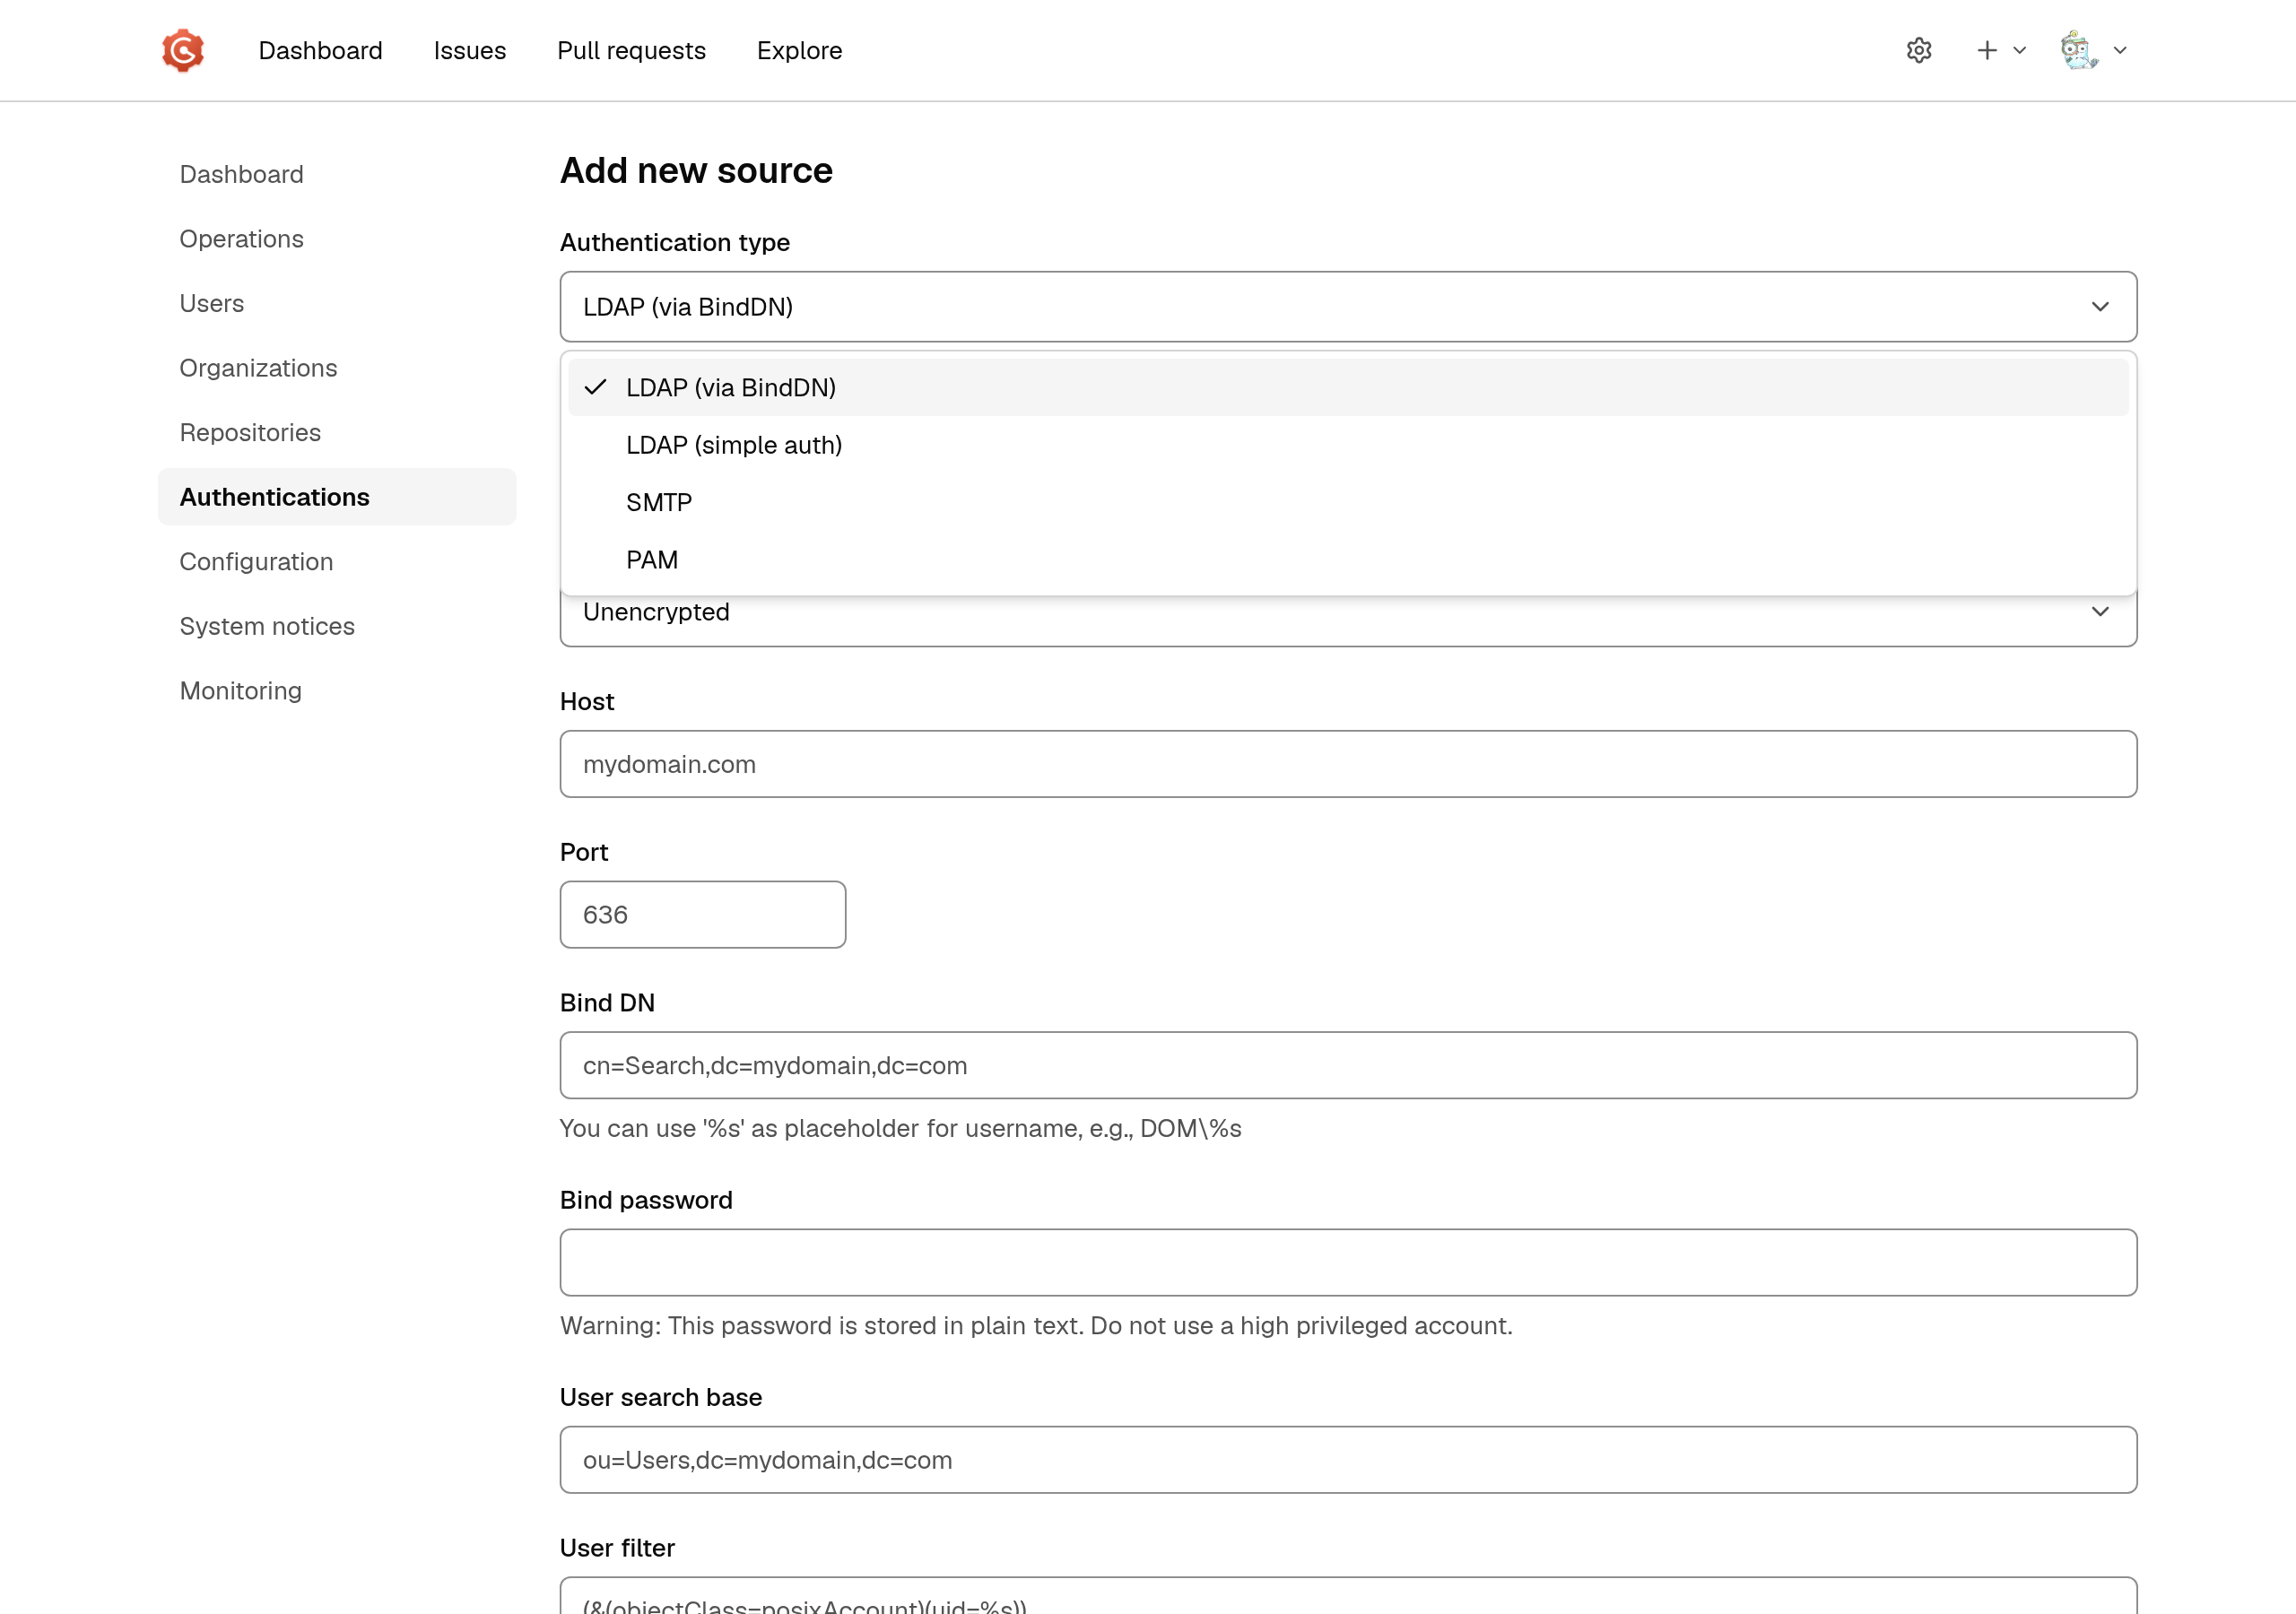 Dashboard
Issues
Pull requests
Explore
Dashboard
Operations
Users
Organizations
Repositories
Authentications
Configuration
System notices
Monitoring
Add new source
Authentication type
LDAP (via BindDN)
LDAP (via BindDN)
LDAP (simple auth)
SMTP
PAM
Unencrypted
Host
mydomain.com
Port
636
Bind DN
cn=Search,dc=mydomain,dc=com
You can use '%s' as placeholder for username, e.g., DOM\%s
Bind password
Warning: This password is stored in plain text. Do not use a high privileged account.
User search base
ou=Users,dc=mydomain,dc=com
User filter
(&(objectClass=posixAccount)(uid=%s))